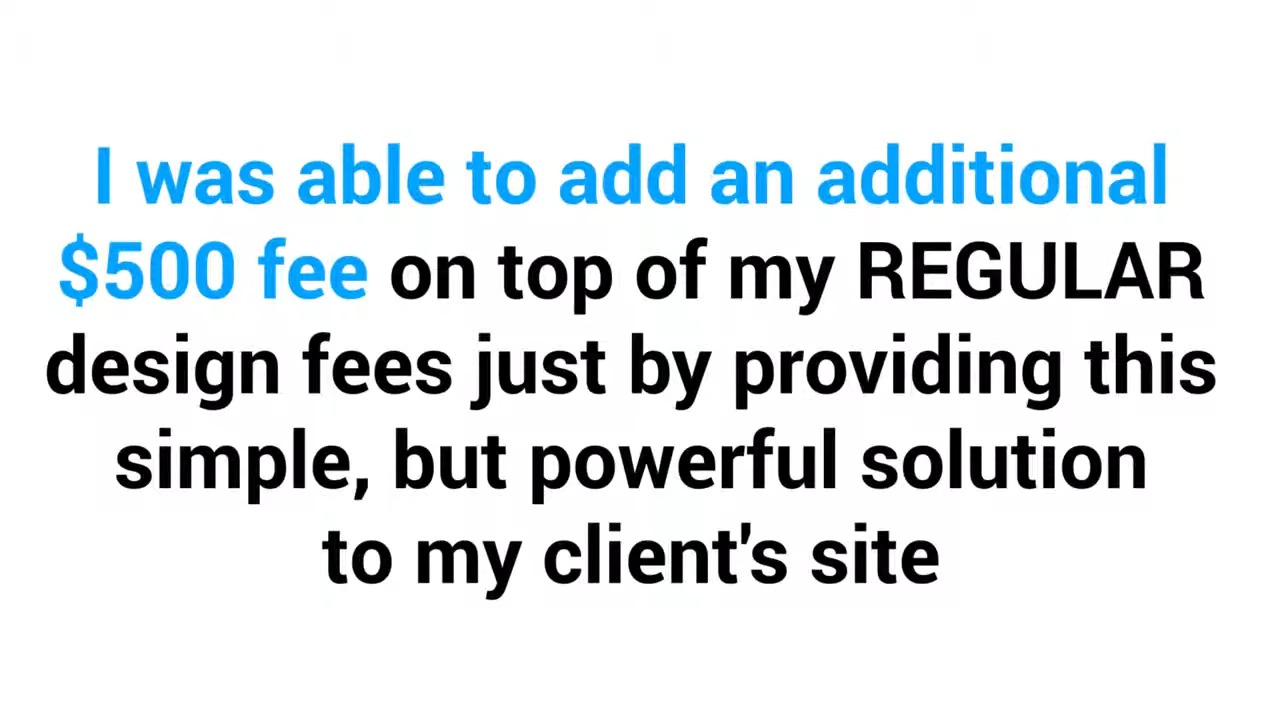 I was able to add an additional
$500 fee on top of my REGULAR
design fees just by providing this
simple, but powerful solution
to my client's site